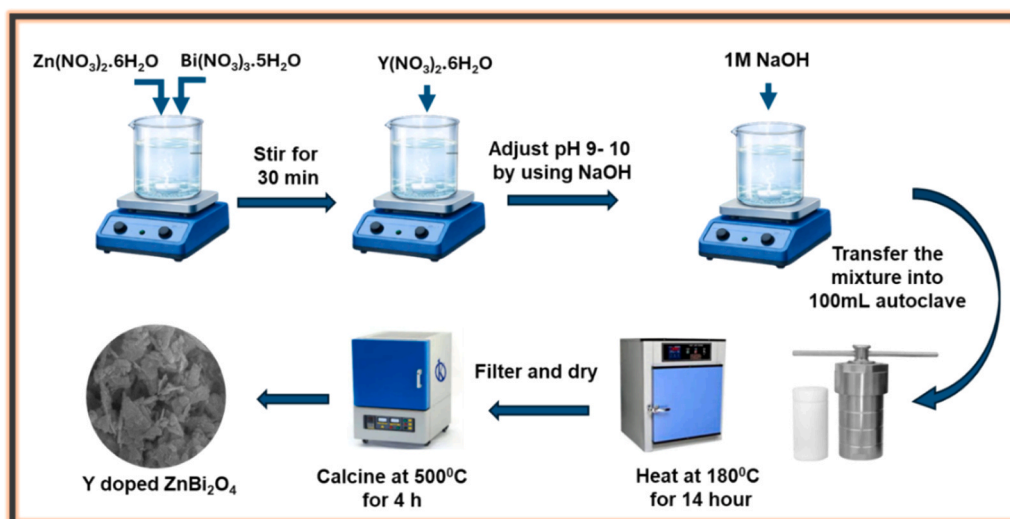 Zn(NO₃)₂.6H₂O
Bi(NO₃)₃.5H₂O
Y(NO₃)₂.6H₂O
1M NaOH
Stir for
30 min
Adjust pH 9- 10
by using NaOH
Transfer the
mixture into
100mL autoclave
Filter and dry
Y doped ZnBi₂O₄
Calcine at 500⁰C
for 4 h
Heat at 180⁰C
for 14 hour